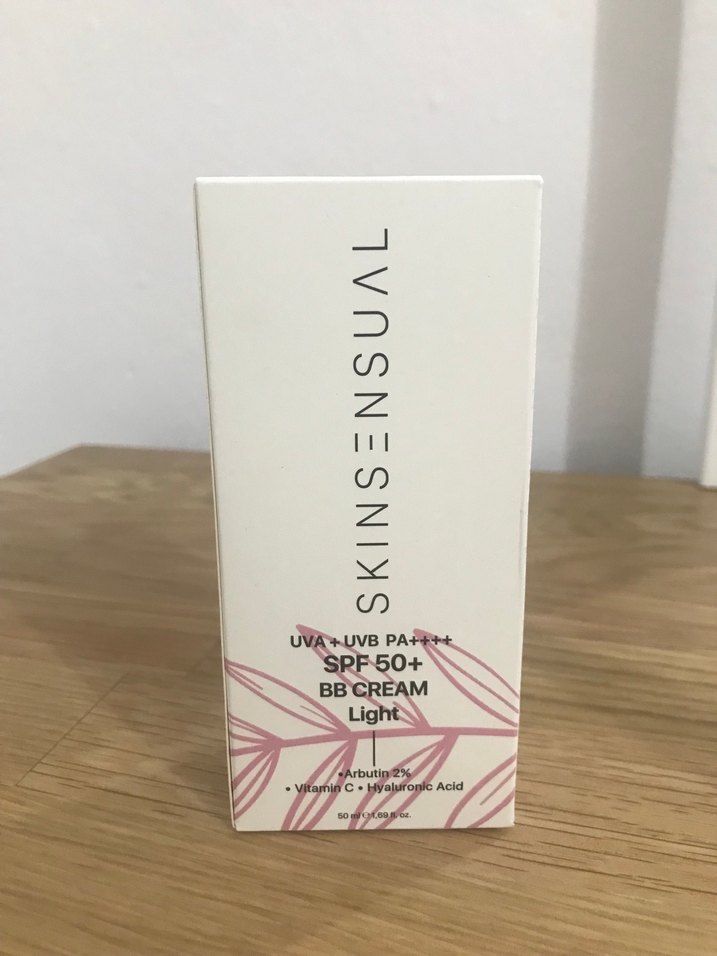 SKINSENSUAL
UVA + UVB PA++++
SPF 50+
BB CREAM
Light
•Arbutin 2%
• Vitamin C • Hyaluronic Acid
50 ml ℮ 1,69 fl. oz.